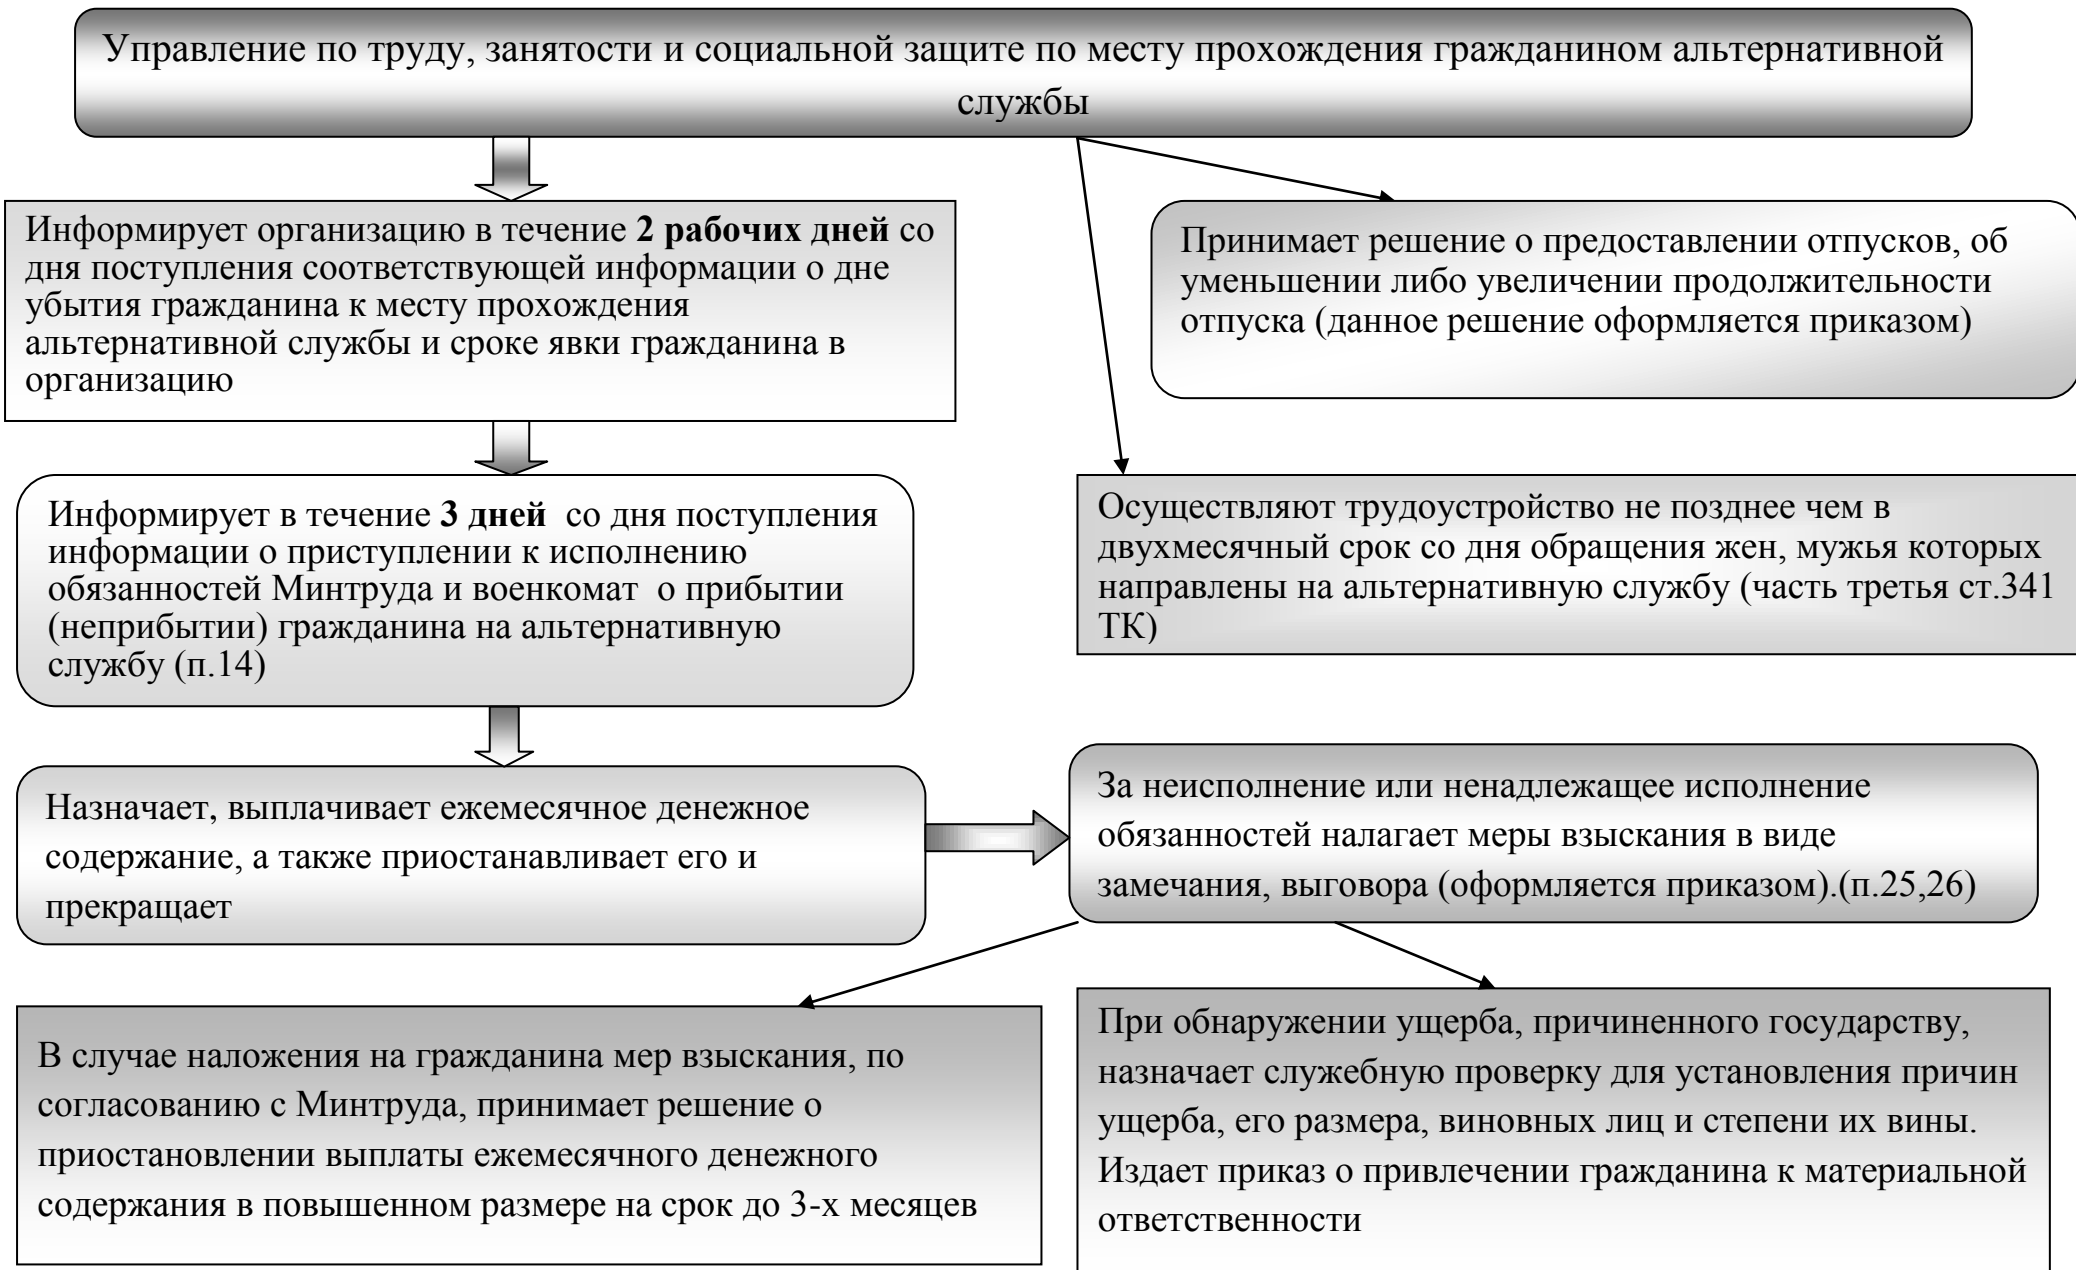 Управление по труду, занятости и социальной защите по месту прохождения гражданином альтернативной
службы
Информирует организацию в течение 2 рабочих дней со
дня поступления соответствующей информации о дне
убытия гражданина к месту прохождения
альтернативной службы и сроке явки гражданина в
организацию
Принимает решение о предоставлении отпусков, об
уменьшении либо увеличении продолжительности
отпуска (данное решение оформляется приказом)
Информирует в течение 3 дней со дня поступления
информации о приступлении к исполнению
обязанностей Минтруда и военкомат о прибытии
(неприбытии) гражданина на альтернативную
службу (п.14)
Осуществляют трудоустройство не позднее чем в
двухмесячный срок со дня обращения жен, мужья которых
направлены на альтернативную службу (часть третья ст.341
ТК)
Назначает, выплачивает ежемесячное денежное
содержание, а также приостанавливает его и
прекращает
За неисполнение или ненадлежащее исполнение
обязанностей налагает меры взыскания в виде
замечания, выговора (оформляется приказом).(п.25,26)
В случае наложения на гражданина мер взыскания, по
согласованию с Минтруда, принимает решение о
приостановлении выплаты ежемесячного денежного
содержания в повышенном размере на срок до 3-х месяцев
При обнаружении ущерба, причиненного государству,
назначает служебную проверку для установления причин
ущерба, его размера, виновных лиц и степени их вины.
Издает приказ о привлечении гражданина к материальной
ответственности